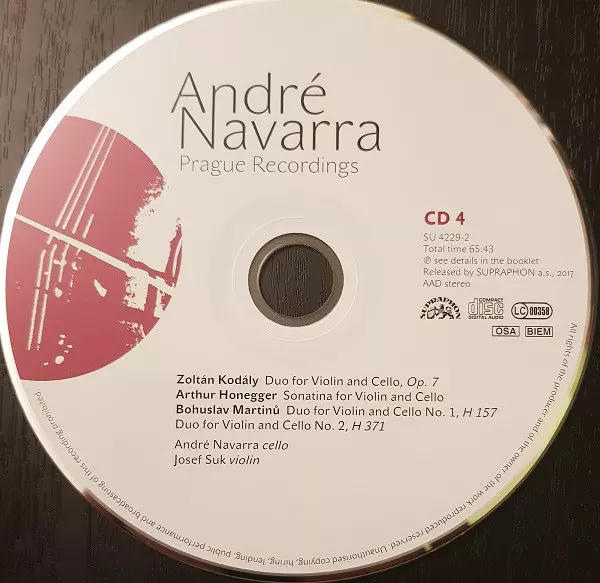 André
Navarra
Prague Recordings
CD 4
SU 4229-2
Total time 65:43
℗ see details in the booklet
Released by SUPRAPHON a.s., 2017
AAD stereo
SUPRAPHON
COMPACT
disc
DIGITAL AUDIO
LC 00358
OSA BIEM
Zoltán Kodály Duo for Violin and Cello, Op. 7
Arthur Honegger Sonatina for Violin and Cello
Bohuslav Martinů Duo for Violin and Cello No. 1, H 157
Duo for Violin and Cello No. 2, H 371
André Navarra cello
Josef Suk violin
All rights of the producer and of the owner of the work reproduced reserved. Unauthorised copying, hiring, lending, public performance and broadcasting of this recording prohibited